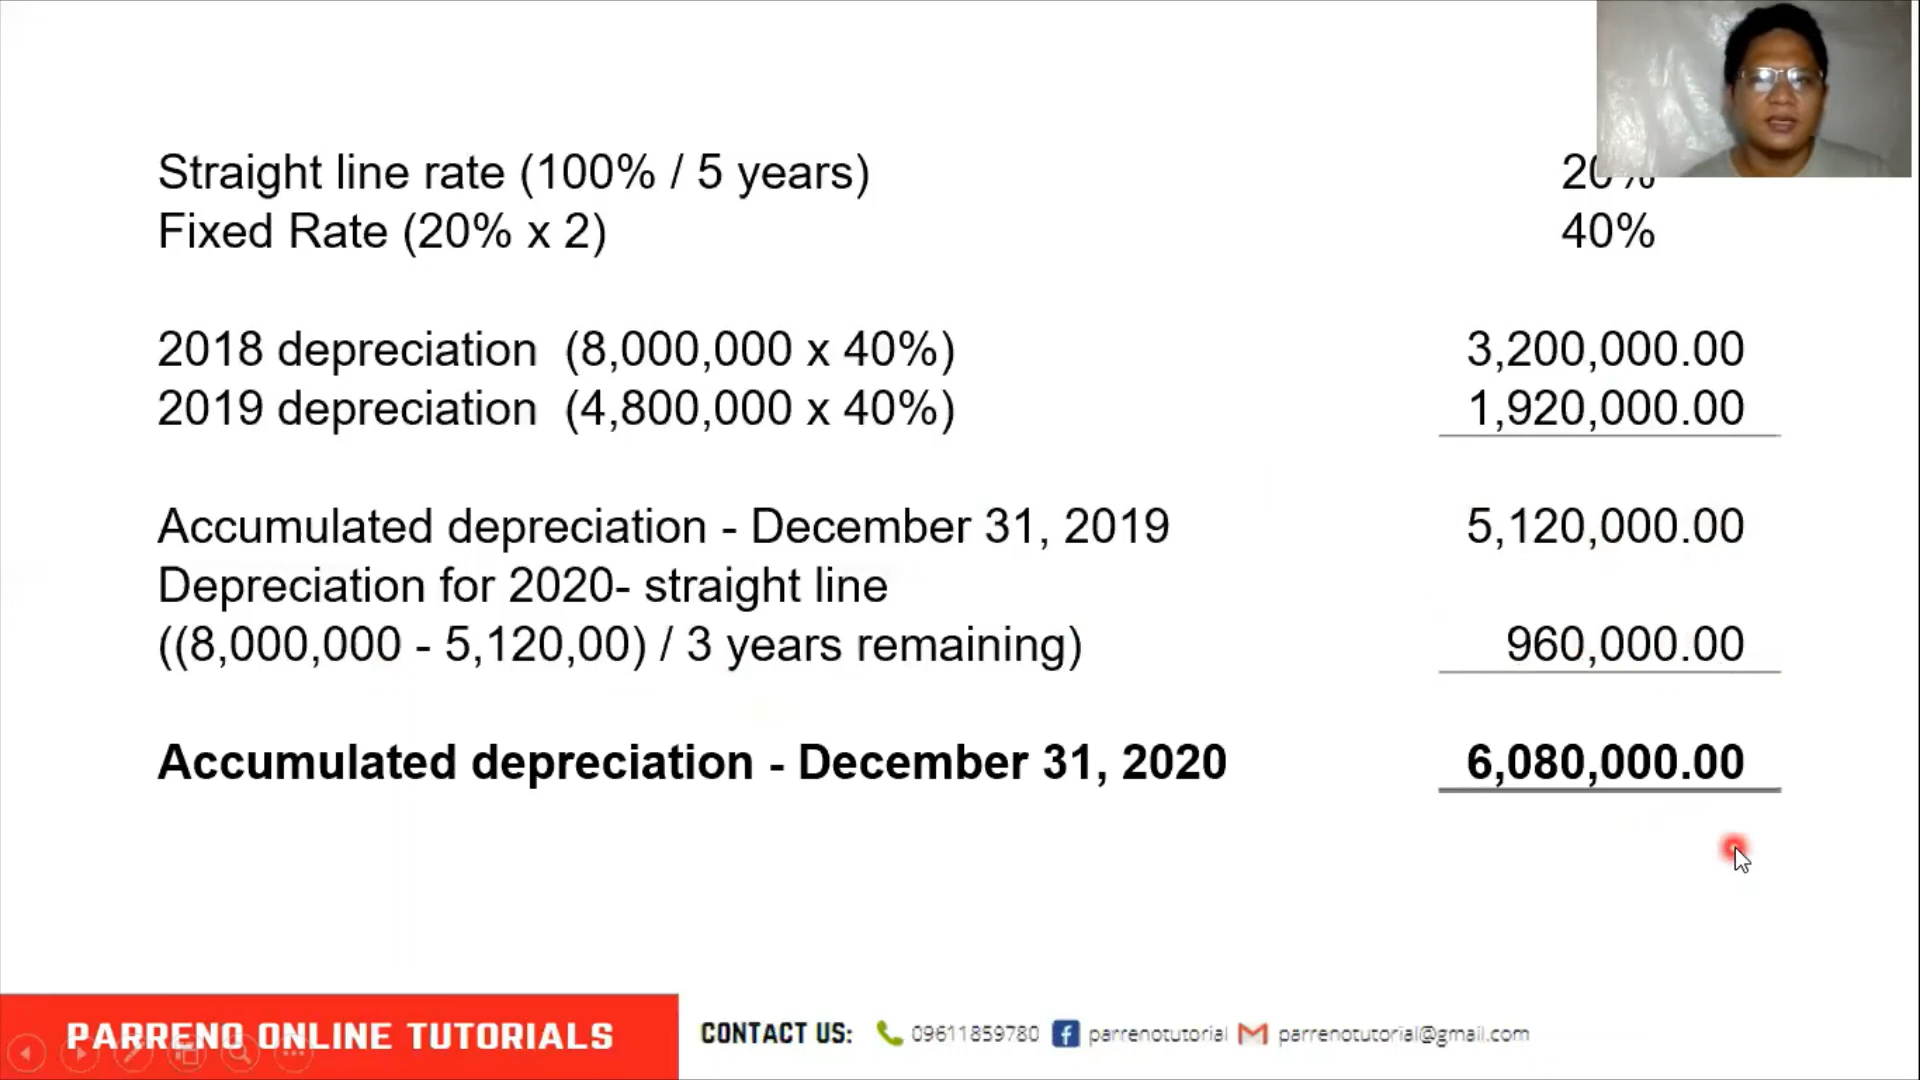 Straight line rate (100% / 5 years) 20%
Fixed Rate (20% x 2) 40%
2018 depreciation (8,000,000 x 40%) 3,200,000.00
2019 depreciation (4,800,000 x 40%) 1,920,000.00
Accumulated depreciation - December 31, 2019 5,120,000.00
Depreciation for 2020- straight line
((8,000,000 - 5,120,00) / 3 years remaining) 960,000.00
Accumulated depreciation - December 31, 2020 6,080,000.00
PARRENO ONLINE TUTORIALS CONTACT US: 09611859780 parrenotutorial parrenotutorial@gmail.com